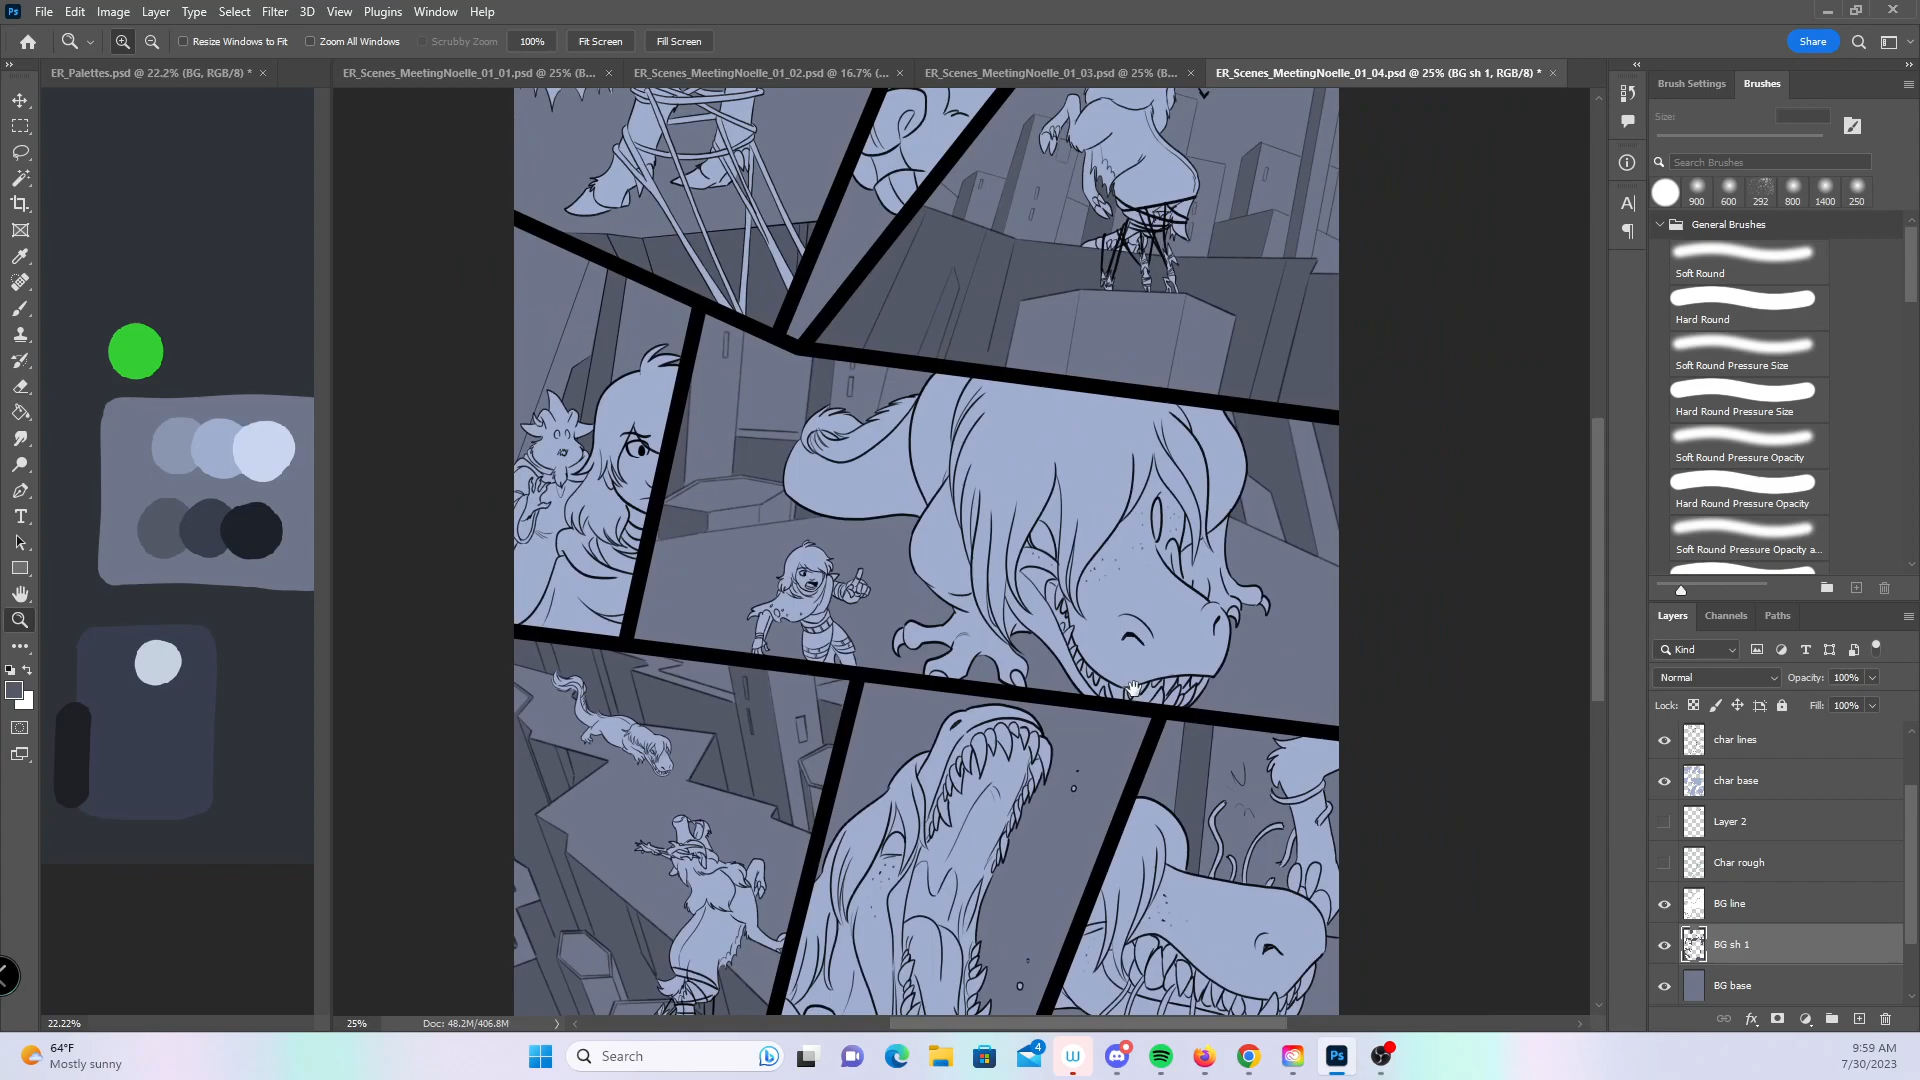 Ps File Edit Image Layer Type Select Filter 3D View Plugins Window Help
Resize Windows to Fit Zoom All Windows Scrubby Zoom 100% Fit Screen Fill Screen Share
ER_Palettes.psd @ 22.2% (BG, RGB/8) *
ER_Scenes_MeetingNoelle_01_01.psd @ 25% (B...
ER_Scenes_MeetingNoelle_01_02.psd @ 16.7% (...
ER_Scenes_MeetingNoelle_01_03.psd @ 25% (B...
ER_Scenes_MeetingNoelle_01_04.psd @ 25% (BG sh 1, RGB/8) *
Brush Settings Brushes
Size:
Search Brushes
900 600 292 800 1400 250
General Brushes
Soft Round
Hard Round
Soft Round Pressure Size
Hard Round Pressure Size
Soft Round Pressure Opacity
Hard Round Pressure Opacity
Soft Round Pressure Opacity a...
Layers Channels Paths
Kind
Normal Opacity: 100%
Lock: Fill: 100%
char lines
char base
Layer 2
Char rough
BG line
BG sh 1
BG base
22.22% 25% Doc: 48.2M/406.8M
64°F
Mostly sunny
Search
4
Ps
9:59 AM
7/30/2023